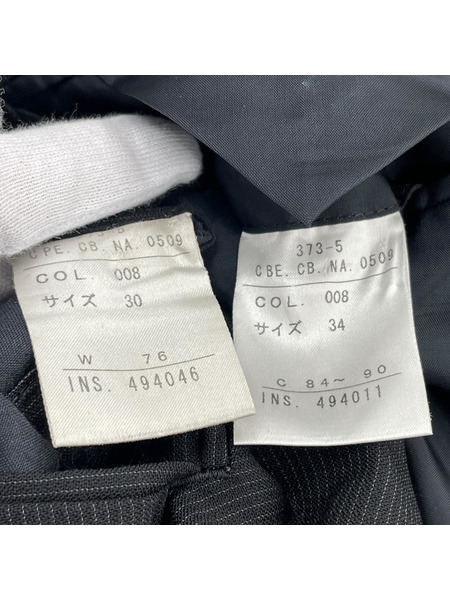 CPE. CB. NA. 0509
COL. 008
サイズ 30
W 76
INS. 494046
373-5
CBE. CB. NA. 0509
COL. 008
サイズ 34
C 84~ 90
INS. 494011